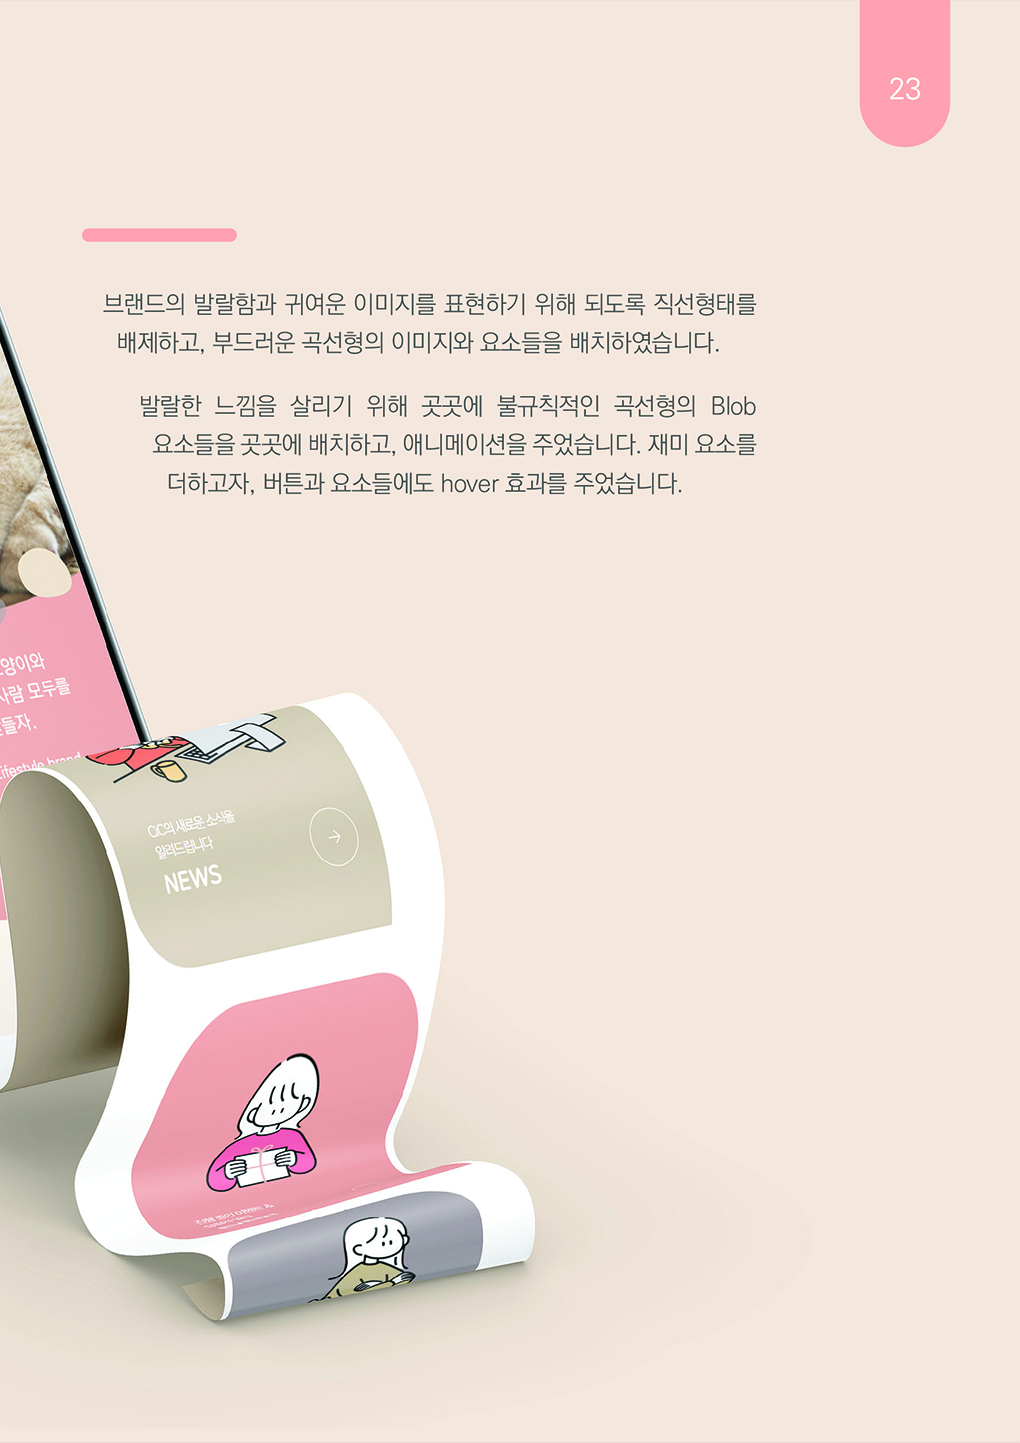 23
브랜드의 발랄함과 귀여운 이미지를 표현하기 위해 되도록 직선형태를
배제하고, 부드러운 곡선형의 이미지와 요소들을 배치하였습니다.
발랄한 느낌을 살리기 위해 곳곳에 불규칙적인 곡선형의 Blob
요소들을 곳곳에 배치하고, 애니메이션을 주었습니다. 재미 요소를
더하고자, 버튼과 요소들에도 hover 효과를 주었습니다.
양이와
사람 모두를
들자.
Lifestyle brand
CiC의 새로운 소식을
알려드립니다
NEWS